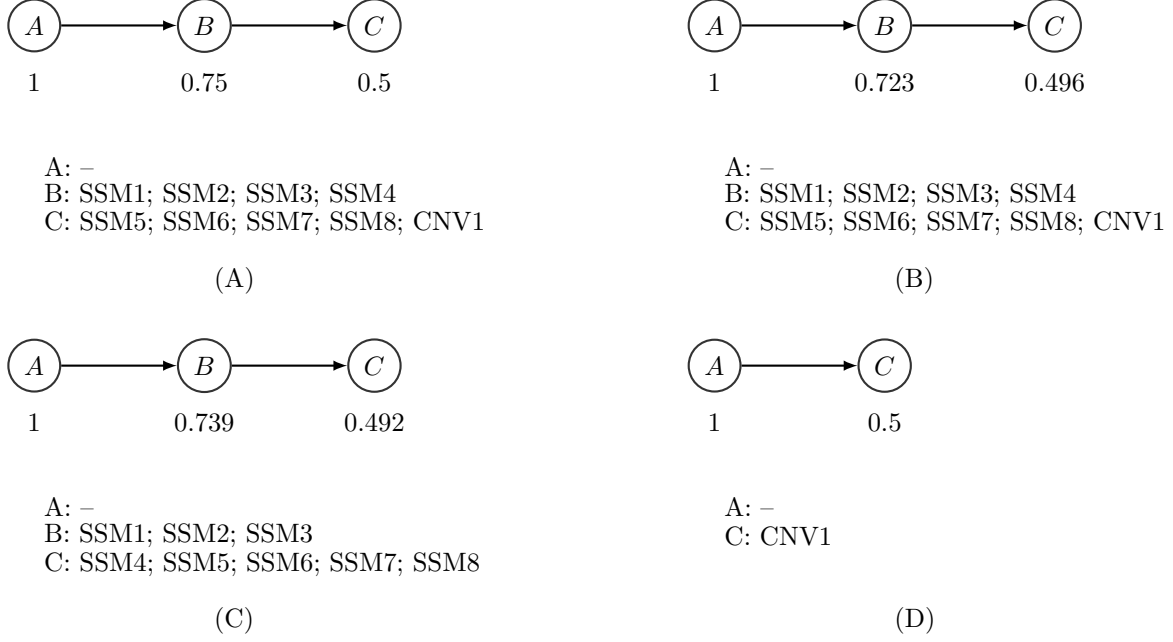 A B C
1 0.75 0.5
A: –
B: SSM1; SSM2; SSM3; SSM4
C: SSM5; SSM6; SSM7; SSM8; CNV1
(A)
A B C
1 0.723 0.496
A: –
B: SSM1; SSM2; SSM3; SSM4
C: SSM5; SSM6; SSM7; SSM8; CNV1
(B)
A B C
1 0.739 0.492
A: –
B: SSM1; SSM2; SSM3
C: SSM4; SSM5; SSM6; SSM7; SSM8
(C)
A C
1 0.5
A: –
C: CNV1
(D)